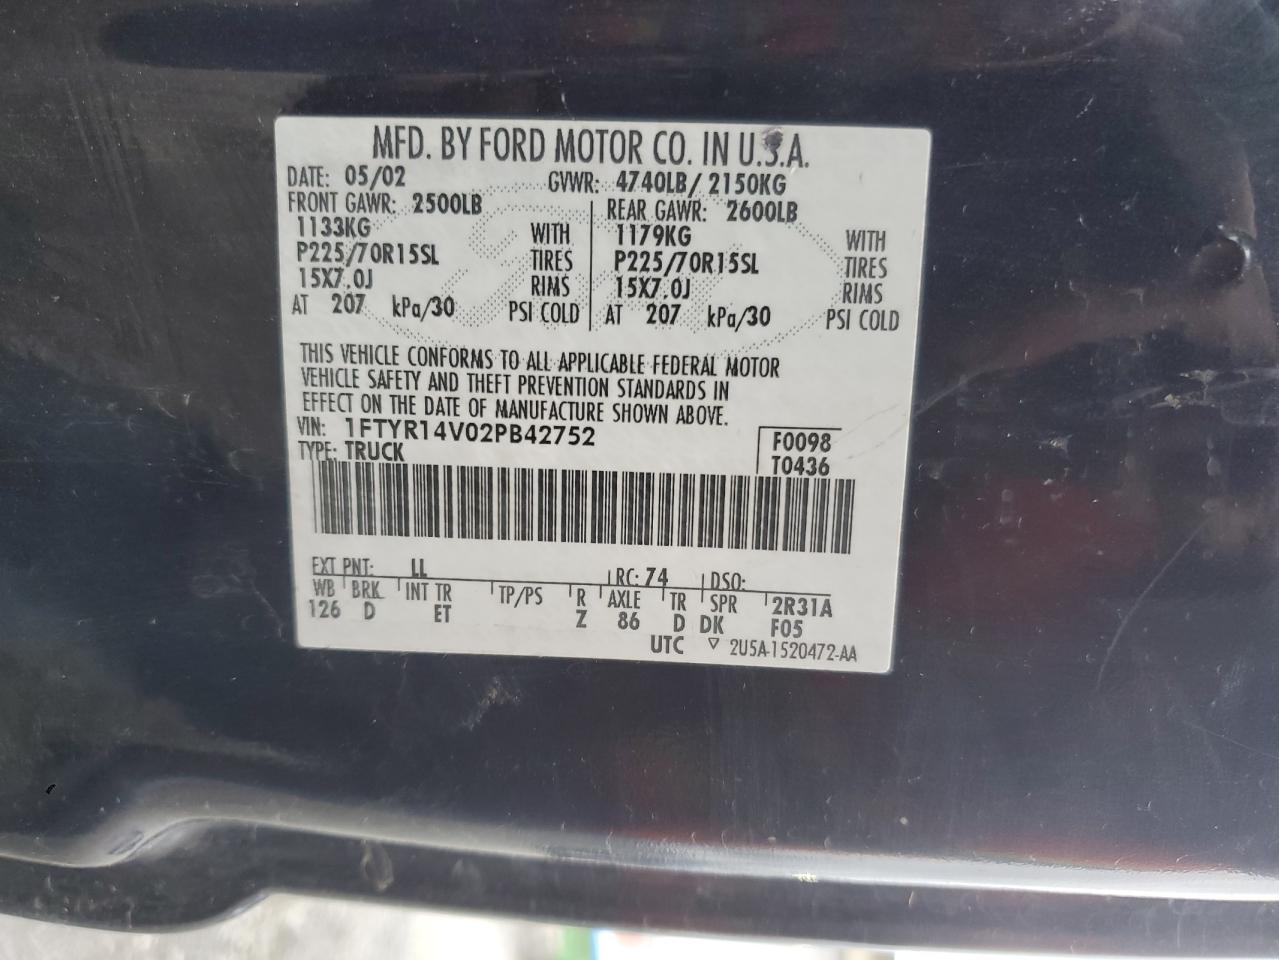 MFD. BY FORD MOTOR CO. IN U.S.A.
DATE: 05/02 GVWR: 4740LB/ 2150KG
FRONT GAWR: 2500LB REAR GAWR: 2600LB
1133KG WITH 1179KG WITH
P225/70R15SL TIRES P225/70R15SL TIRES
15X7.0J RIMS 15X7.0J RIMS
AT 207 kPa/30 PSI COLD AT 207 kPa/30 PSI COLD
THIS VEHICLE CONFORMS TO ALL APPLICABLE FEDERAL MOTOR
VEHICLE SAFETY AND THEFT PREVENTION STANDARDS IN
EFFECT ON THE DATE OF MANUFACTURE SHOWN ABOVE.
VIN: 1FTYR14V02PB42752 F0098
TYPE: TRUCK T0436
EXT PNT: LL RC: 74 DSO:
WB BRK INT TR TP/PS R AXLE TR SPR 2R31A
126 D ET Z 86 D DK F05
UTC ▽ 2U5A-1520472-AA